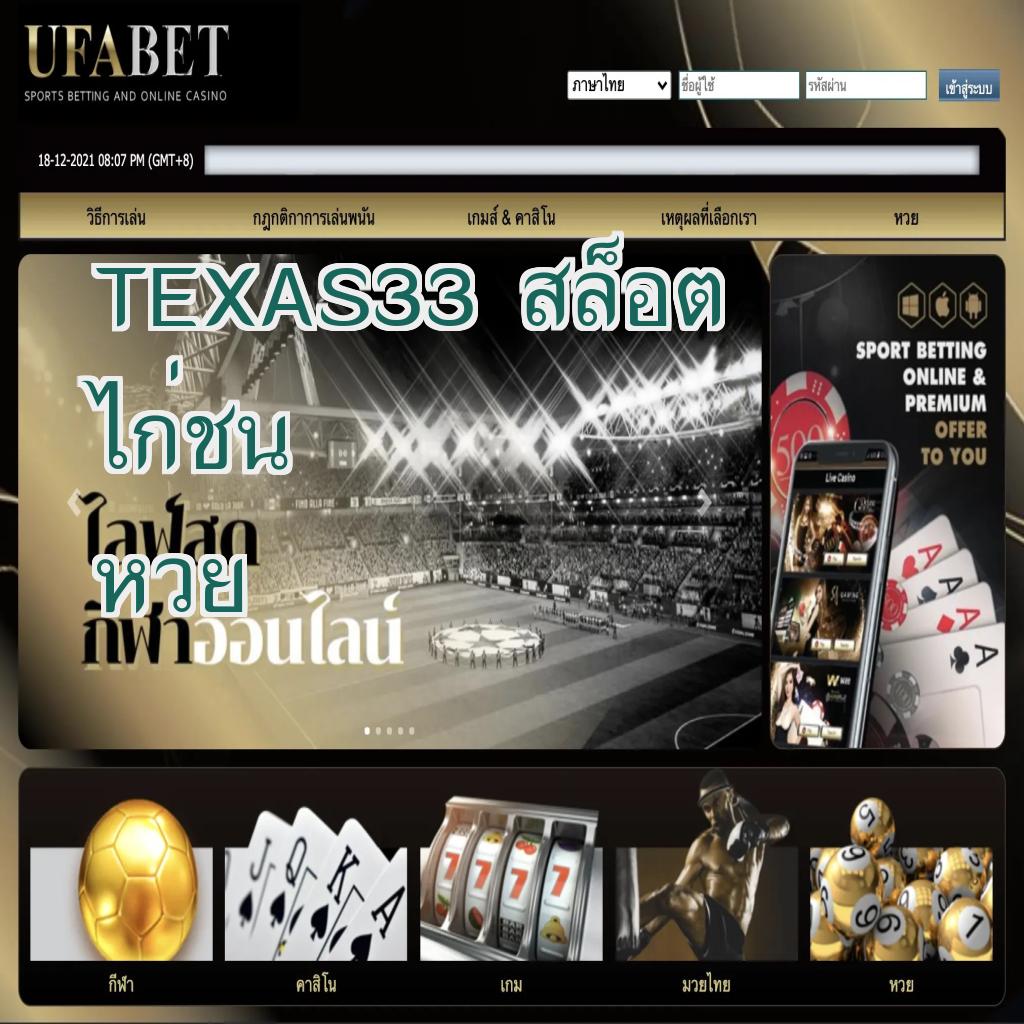 UFABET
SPORTS BETTING AND ONLINE CASINO
ภาษาไทย ชื่อผู้ใช้ รหัสผ่าน เข้าสู่ระบบ
18-12-2021 08:07 PM (GMT+8)
วิธีการเล่น กฎกติกาการเล่นพนัน เกมส์ & คาสิโน เหตุผลที่เลือกเรา หวย
TEXAS33 สล็อต
ไก่ชน
ไลฟ์สด
หวย
กีฬาออนไลน์
SPORT BETTING
ONLINE &
PREMIUM
OFFER
TO YOU
500
Live Casino
A
A
A
A
J Q K A
7 7 7 7
กีฬา คาสิโน เกม มวยไทย หวย